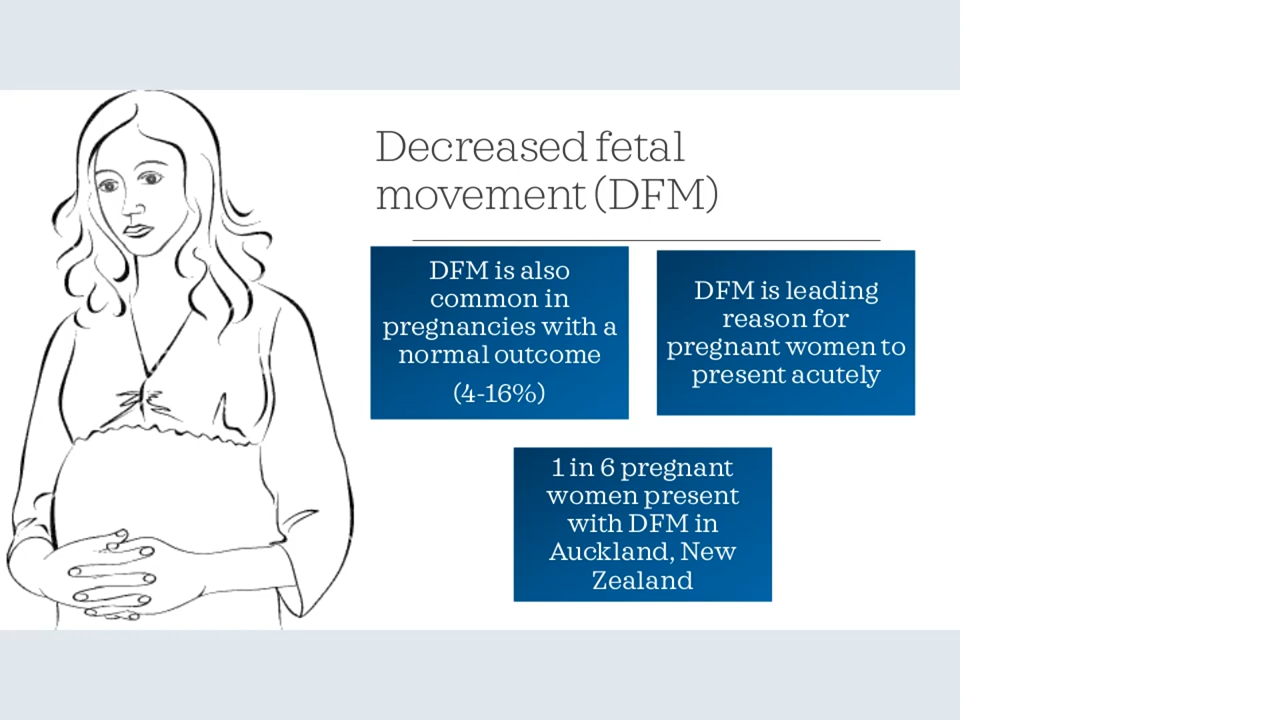 Decreased fetal
movement (DFM)
DFM is also
common in
pregnancies with a
normal outcome
(4-16%)
DFM is leading
reason for
pregnant women to
present acutely
1 in 6 pregnant
women present
with DFM in
Auckland, New
Zealand